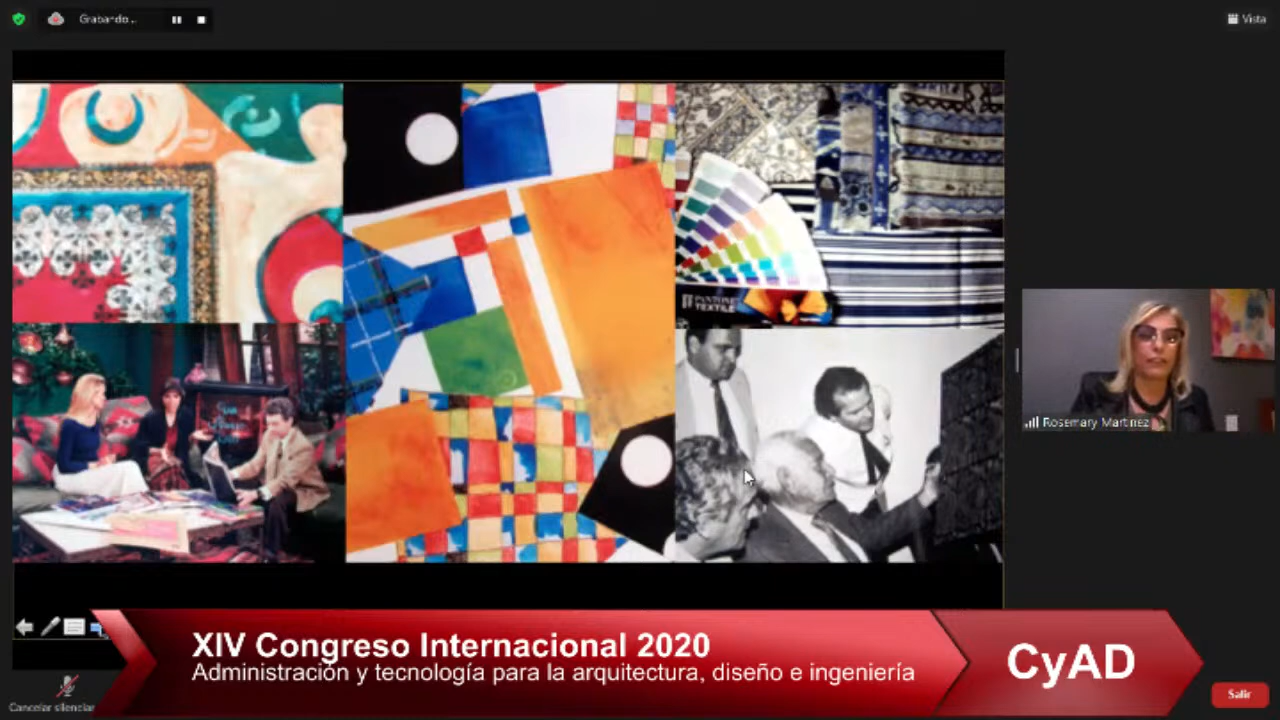 Grabando...
Vista
PANTONE
TEXTILE
Rosemary Martinez
XIV Congreso Internacional 2020
Administración y tecnología para la arquitectura, diseño e ingeniería
CyAD
Cancelar silenciar
Salir